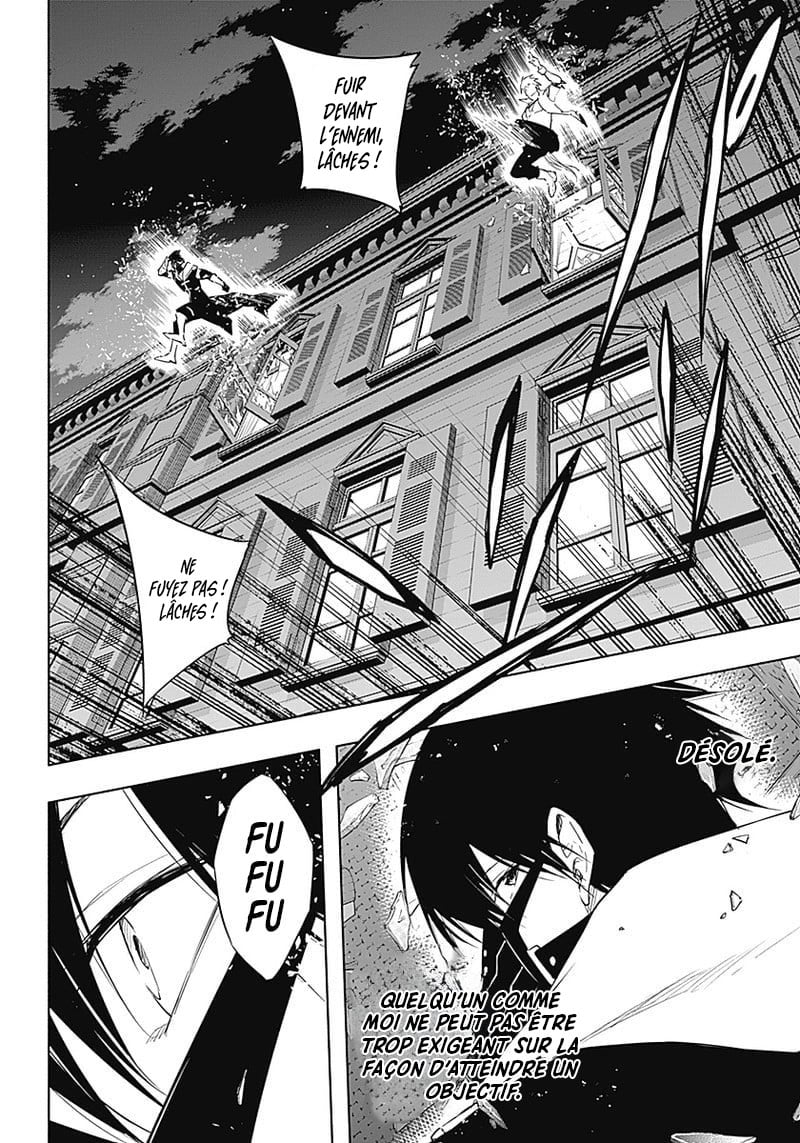 FUIR
DEVANT
L'ENNEMI,
LÂCHES !
NE
FUYEZ PAS !
LÂCHES !
DÉSOLÉ.
QUELQU'UN COMME
MOI NE PEUT PAS ÊTRE
TROP EXIGEANT SUR LA
FAÇON D'ATTEINDRE UN
OBJECTIF.
FU
FU
FU